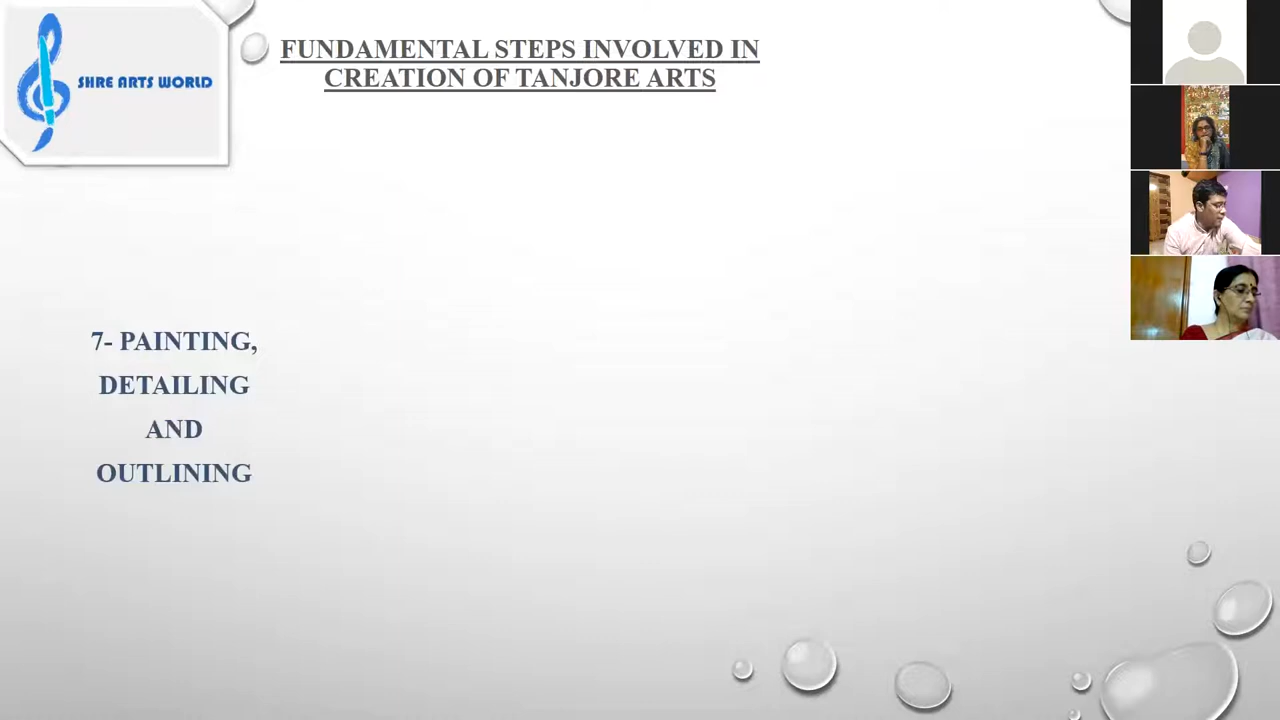 SHRE ARTS WORLD
FUNDAMENTAL STEPS INVOLVED IN
CREATION OF TANJORE ARTS
7- PAINTING,
DETAILING
AND
OUTLINING